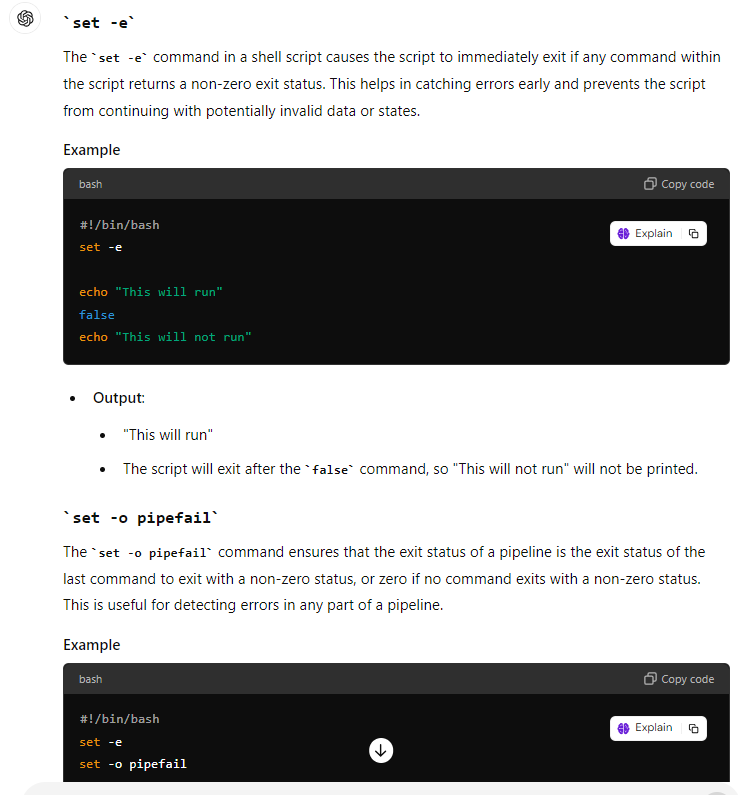 `set -e`
The `set -e` command in a shell script causes the script to immediately exit if any command within
the script returns a non-zero exit status. This helps in catching errors early and prevents the script
from continuing with potentially invalid data or states.
Example
bash
Copy code
#!/bin/bash
Explain
set -e
echo "This will run"
false
echo "This will not run"
• Output:
• "This will run"
• The script will exit after the `false` command, so "This will not run" will not be printed.
`set -o pipefail`
The `set -o pipefail` command ensures that the exit status of a pipeline is the exit status of the
last command to exit with a non-zero status, or zero if no command exits with a non-zero status.
This is useful for detecting errors in any part of a pipeline.
Example
bash
Copy code
#!/bin/bash
Explain
set -e
set -o pipefail